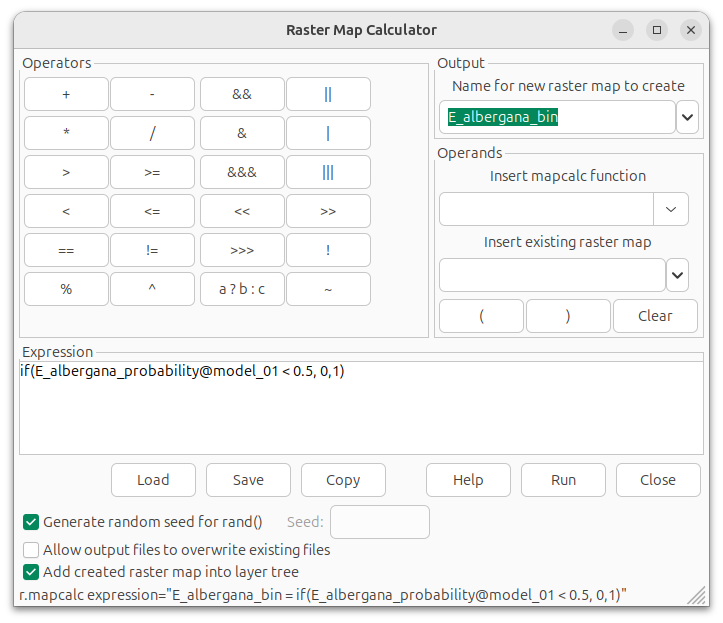 Raster Map Calculator
Operators
+ - && ||
* / & |
> >= &&& |||
< <= << >>
== != >>> !
% ^ a ? b : c ~
Output
Name for new raster map to create
E_albergana_bin
Operands
Insert mapcalc function
Insert existing raster map
( ) Clear
Expression
if(E_albergana_probability@model_01 < 0.5, 0,1)
Load Save Copy Help Run Close
Generate random seed for rand() Seed:
Allow output files to overwrite existing files
Add created raster map into layer tree
r.mapcalc expression="E_albergana_bin = if(E_albergana_probability@model_01 < 0.5, 0,1)"